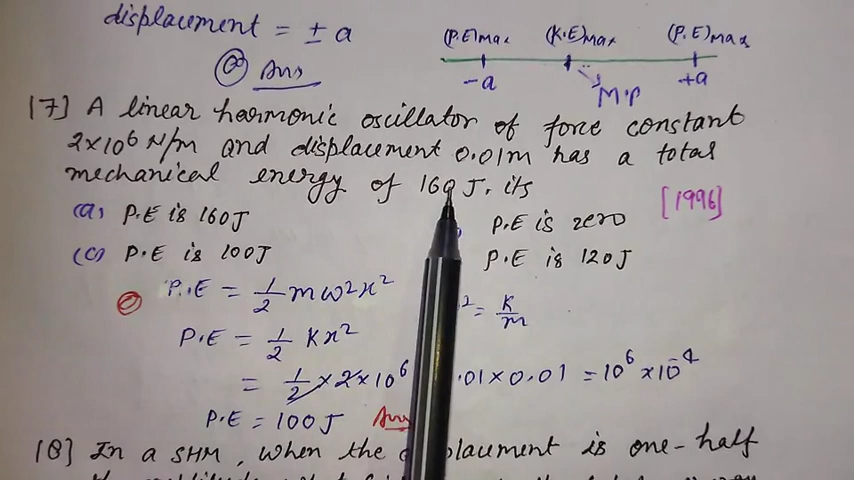 displacement = ± a
(P.E)max (K.E)max (P.E)max
(a) Ans
-a M.P +a
17] A linear harmonic oscillator of force constant
2×10⁶ N/m and displacement 0.01m has a total
mechanical energy of 160J. its
[1996]
(a) P.E is 160J P.E is zero
(c) P.E is 100J P.E is 120J
P.E = 1/2 mω²x² ² = K/m
P.E = 1/2 Kx²
= 1/2 × 2×10⁶ .01×0.01 = 10⁶ × 10⁻⁴
P.E = 100J Ans
18] In a SHM, when the displacement is one-half